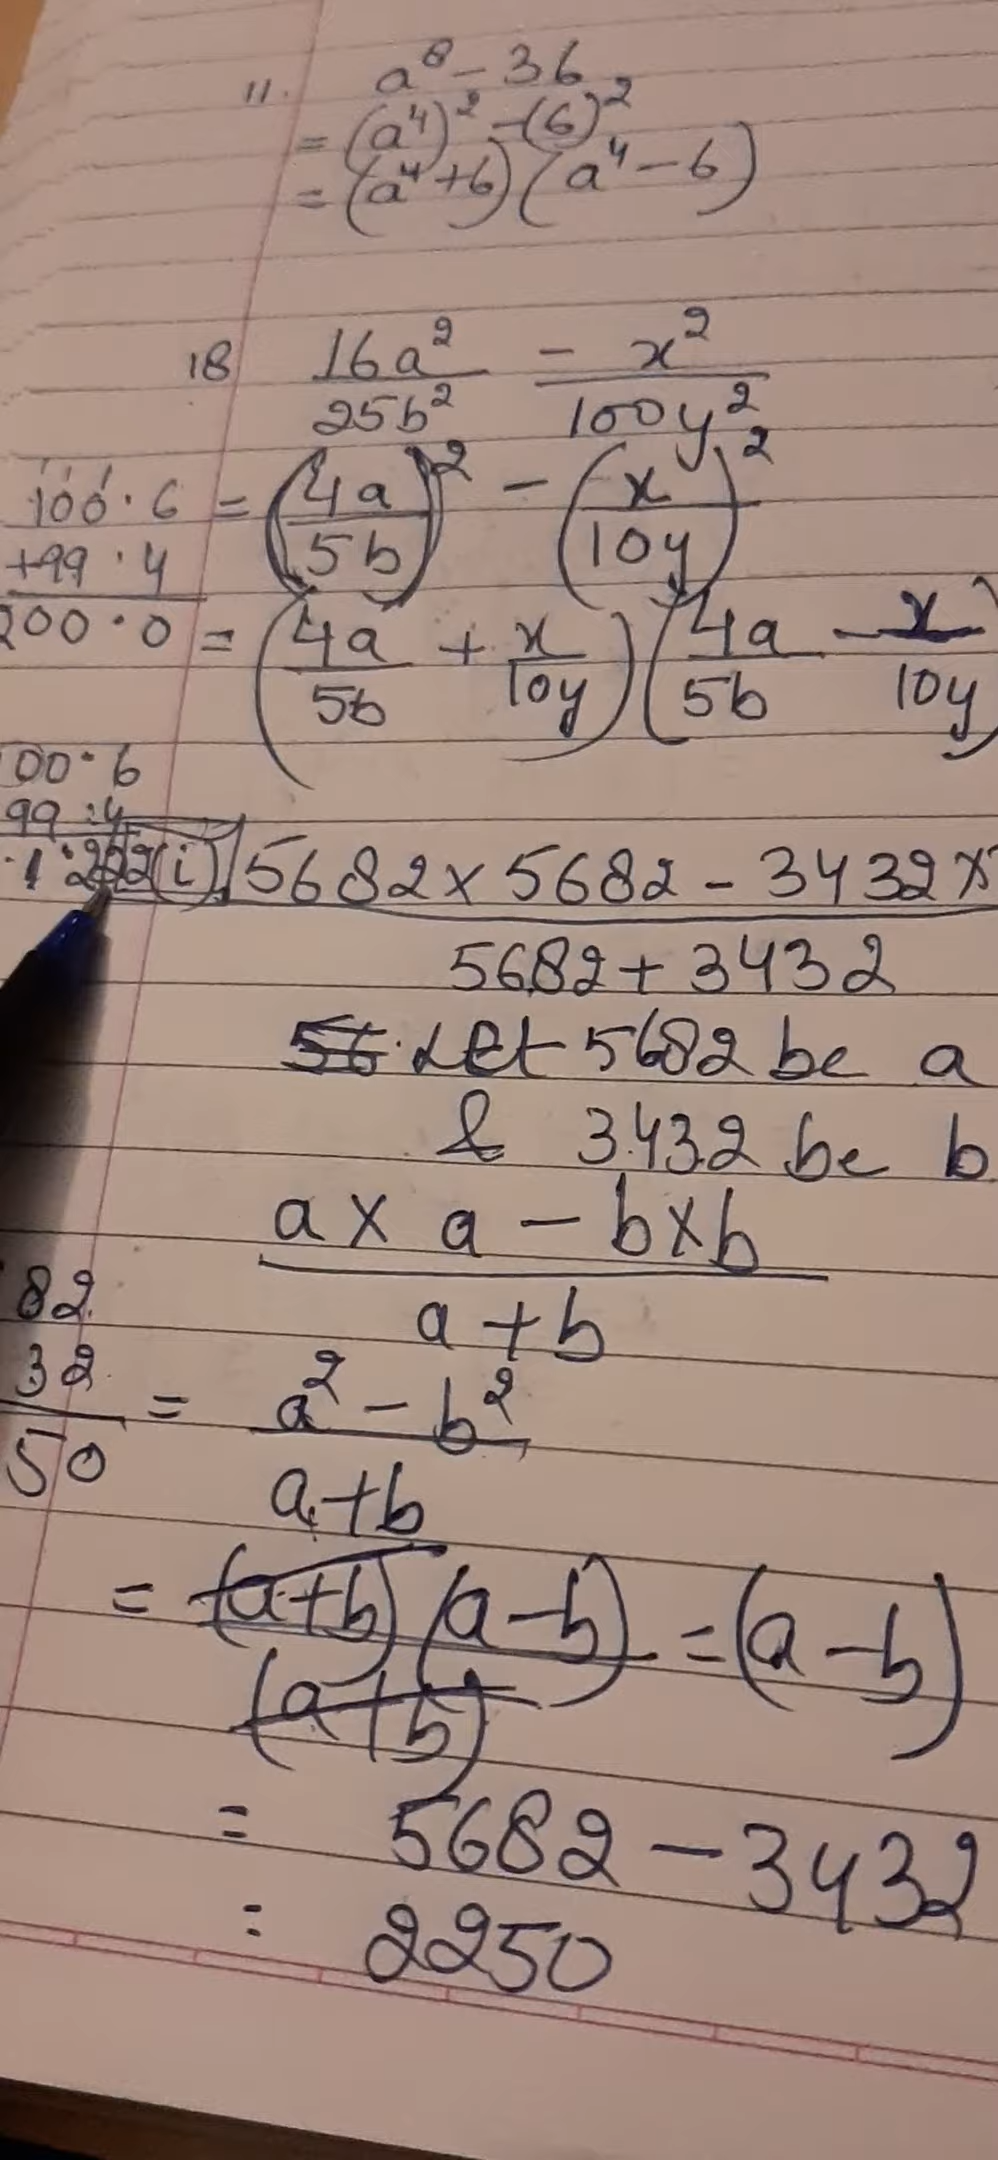 11. a⁸ - 36
= (a⁴)² - (6)²
= (a⁴+6) (a⁴ - 6)
18 16a²/25b² - x²/100y²
= (4a/5b)² - (x/10y)²
= (4a/5b + x/10y) (4a/5b - x/10y)
100.6
+99.4
200.0
00.6
99.4
22(i) 5682 × 5682 - 3432 ×
5682 + 3432
Let 5682 be a
& 3432 be b
a × a - b × b
a + b
82
32
50
= a² - b²
a + b
= (a+b) (a-b) = (a-b)
(a+b)
= 5682 - 3432
= 2250